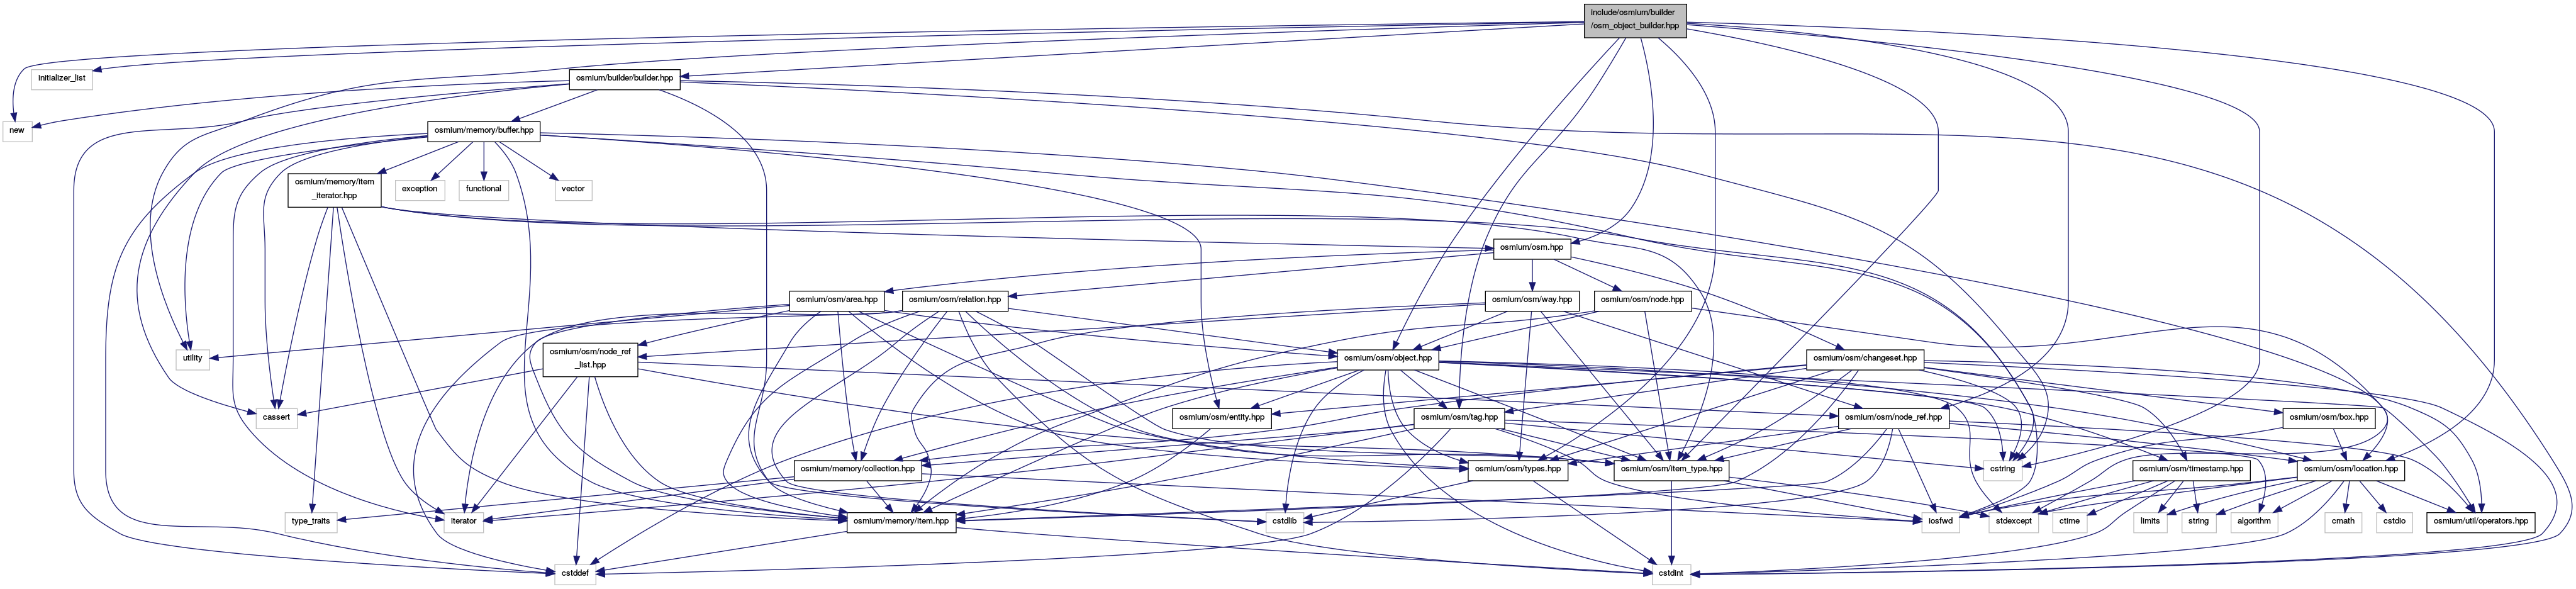 include/osmium/builder
/osm_object_builder.hpp
initializer_list
osmium/builder/builder.hpp
new
osmium/memory/buffer.hpp
osmium/memory/item
_iterator.hpp
exception
functional
vector
osmium/osm.hpp
osmium/osm/area.hpp
osmium/osm/relation.hpp
osmium/osm/way.hpp
osmium/osm/node.hpp
utility
osmium/osm/node_ref
_list.hpp
osmium/osm/object.hpp
osmium/osm/changeset.hpp
cassert
osmium/osm/entity.hpp
osmium/osm/tag.hpp
osmium/osm/node_ref.hpp
osmium/osm/box.hpp
osmium/memory/collection.hpp
osmium/osm/types.hpp
osmium/osm/item_type.hpp
cstring
osmium/osm/timestamp.hpp
osmium/osm/location.hpp
type_traits
iterator
osmium/memory/item.hpp
cstdlib
iosfwd
stdexcept
ctime
limits
string
algorithm
cmath
cstdio
osmium/util/operators.hpp
cstddef
cstdint